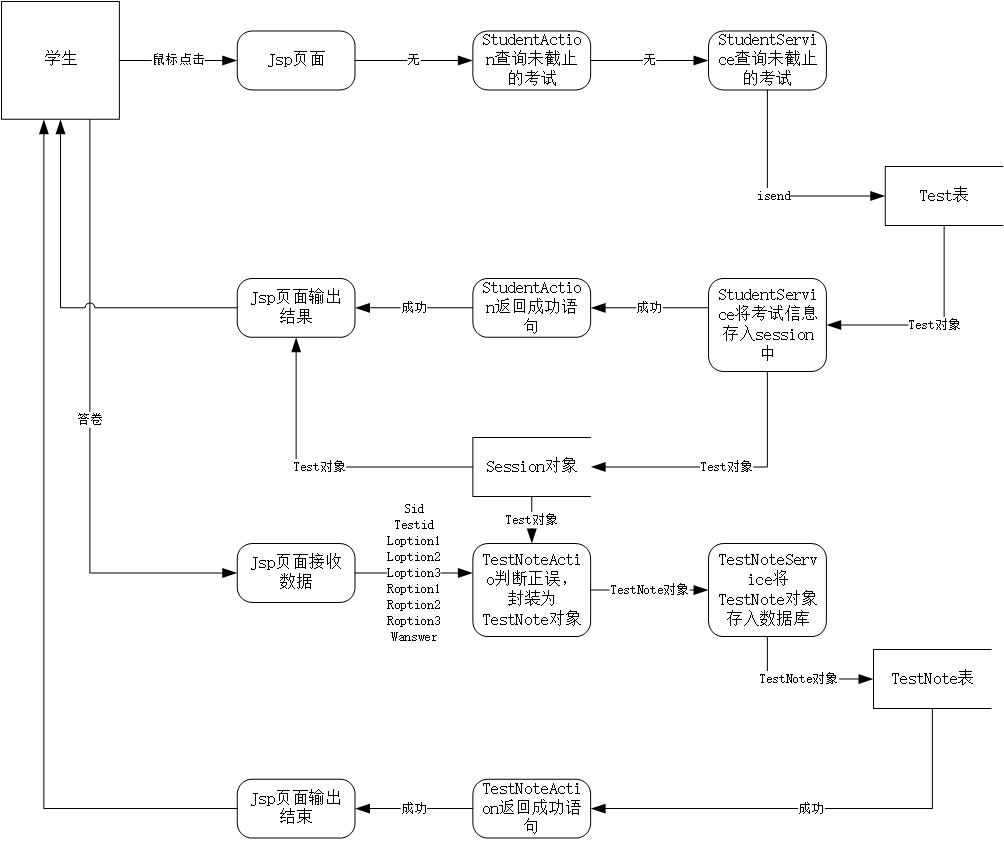 学生
鼠标点击
Jsp页面
无
StudentActio
n查询未截止
的考试
无
StudentServi
ce查询未截止
的考试
isend
Test表
Test对象
StudentServi
ce将考试信息
存入session
中
成功
StudentActio
n返回成功语
句
成功
Jsp页面输出
结果
答卷
Test对象
Session对象
Test对象
Test对象
Jsp页面接收
数据
Sid
Testid
Loption1
Loption2
Loption3
Roption1
Roption2
Roption3
Wanswer
TestNoteActi
o判断正误，
封装为
TestNote对象
TestNote对象
TestNoteServ
ice将
TestNote对象
存入数据库
TestNote对象
TestNote表
成功
TestNoteActi
on返回成功语
句
成功
Jsp页面输出
结束